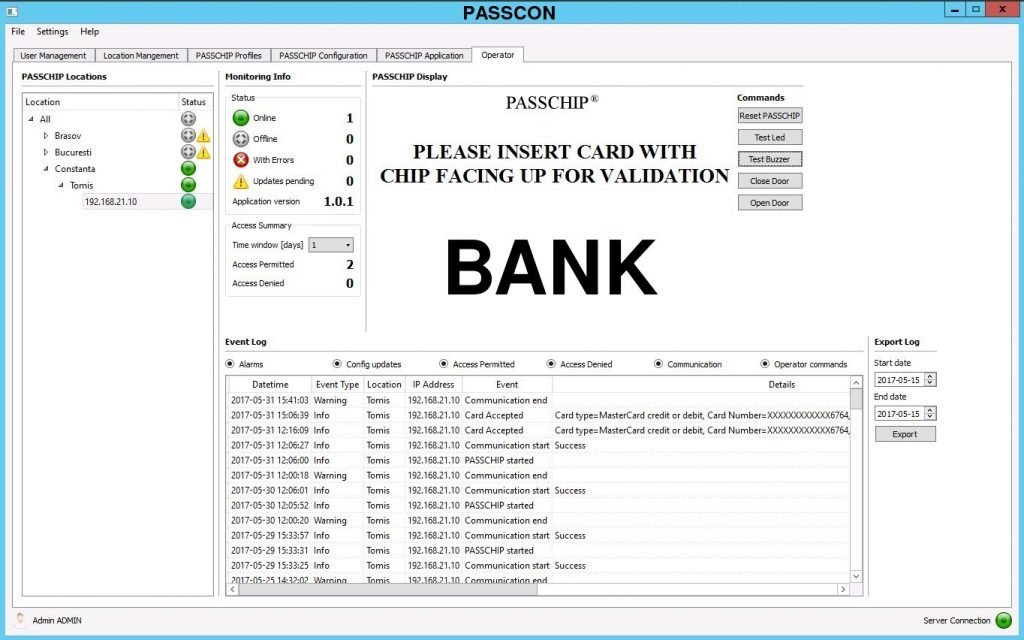 PASSCON
File Settings Help
User Management Location Mangement PASSCHIP Profiles PASSCHIP Configuration PASSCHIP Application Operator
PASSCHIP Locations
Location Status
All
Brasov
Bucuresti
Constanta
Tomis
192.168.21.10
Monitoring Info
Status
Online 1
Offline 0
With Errors 0
Updates pending 0
Application version 1.0.1
Access Summary
Time window [days] 1
Access Permitted 2
Access Denied 0
PASSCHIP Display
PASSCHIP®
PLEASE INSERT CARD WITH
CHIP FACING UP FOR VALIDATION
BANK
Commands
Reset PASSCHIP
Test Led
Test Buzzer
Close Door
Open Door
Event Log
Alarms Config updates Access Permitted Access Denied Communication Operator commands
Datetime Event Type Location IP Address Event Details
2017-05-31 15:41:03 Warning Tomis 192.168.21.10 Communication end
2017-05-31 15:06:39 Info Tomis 192.168.21.10 Card Accepted Card type=MasterCard credit or debit, Card Number=XXXXXXXXXXXX6764,
2017-05-31 12:16:09 Info Tomis 192.168.21.10 Card Accepted Card type=MasterCard credit or debit, Card Number=XXXXXXXXXXXX6764,
2017-05-31 12:06:27 Info Tomis 192.168.21.10 Communication start Success
2017-05-31 12:06:00 Info Tomis 192.168.21.10 PASSCHIP started
2017-05-31 12:00:18 Warning Tomis 192.168.21.10 Communication end
2017-05-30 12:06:01 Info Tomis 192.168.21.10 Communication start Success
2017-05-30 12:05:52 Info Tomis 192.168.21.10 PASSCHIP started
2017-05-30 12:00:20 Warning Tomis 192.168.21.10 Communication end
2017-05-29 15:33:57 Info Tomis 192.168.21.10 Communication start Success
2017-05-29 15:33:31 Info Tomis 192.168.21.10 PASSCHIP started
2017-05-29 15:33:25 Info Tomis 192.168.21.10 Communication start Success
2017-05-25 14:32:02 Warning Tomis 192.168.21.10 Communication end
Export Log
Start date
2017-05-15
End date
2017-05-15
Export
Admin ADMIN
Server Connection